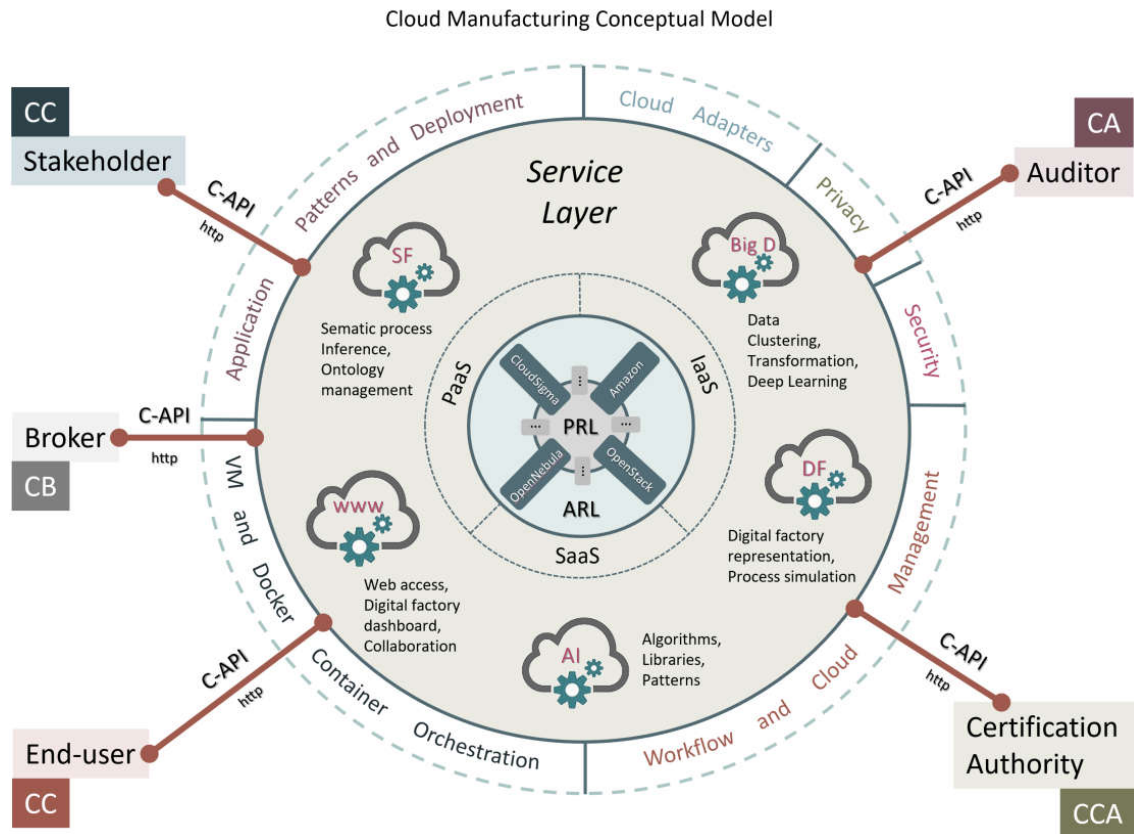 Cloud Manufacturing Conceptual Model
CC
Stakeholder
C-API
http
CA
Auditor
C-API
http
Patterns and Deployment
Application
Cloud Adapters
Privacy
Security
Service
Layer
SF
Sematic process
Inference,
Ontology
management
Big D
Data
Clustering,
Transformation,
Deep Learning
PaaS
IaaS
SaaS
CloudSigma
...
Amazon
...
PRL
...
OpenNebula
...
OpenStack
ARL
Broker
CB
C-API
http
VM and Docker
Container Orchestration
www
Web access,
Digital factory
dashboard,
Collaboration
DF
Digital factory
representation,
Process simulation
AI
Algorithms,
Libraries,
Patterns
Workflow and Cloud Management
End-user
CC
C-API
http
C-API
http
Certification
Authority
CCA